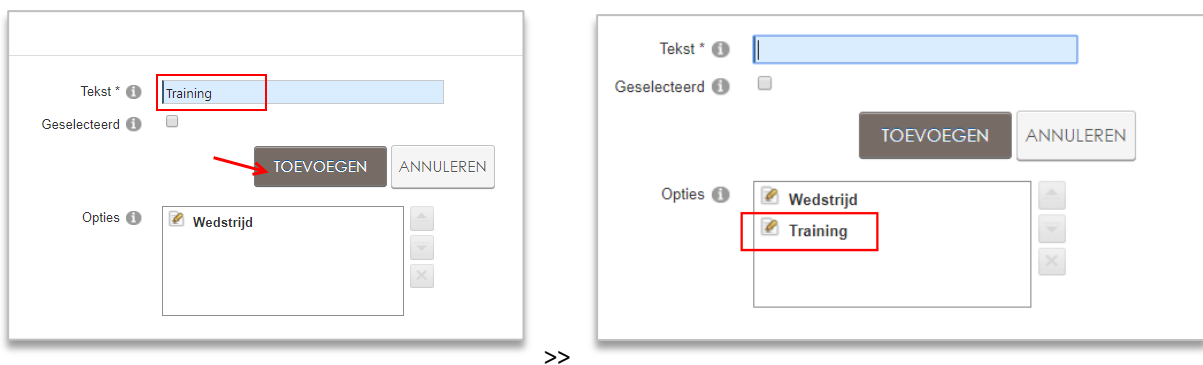 Tekst *
Training
Geselecteerd
TOEVOEGEN
ANNULEREN
Opties
Wedstrijd
>>
Tekst *
Geselecteerd
TOEVOEGEN
ANNULEREN
Opties
Wedstrijd
Training